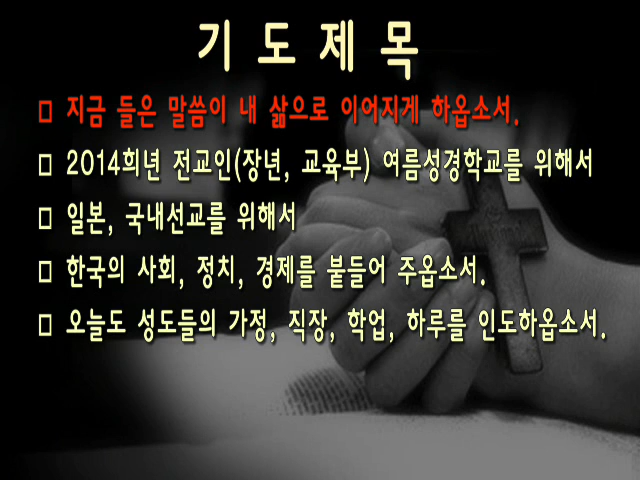 기 도 제 목
□ 지금 들은 말씀이 내 삶으로 이어지게 하옵소서.
□ 2014희년 전교인(장년, 교육부) 여름성경학교를 위해서
□ 일본, 국내선교를 위해서
□ 한국의 사회, 정치, 경제를 붙들어 주옵소서.
□ 오늘도 성도들의 가정, 직장, 학업, 하루를 인도하옵소서.